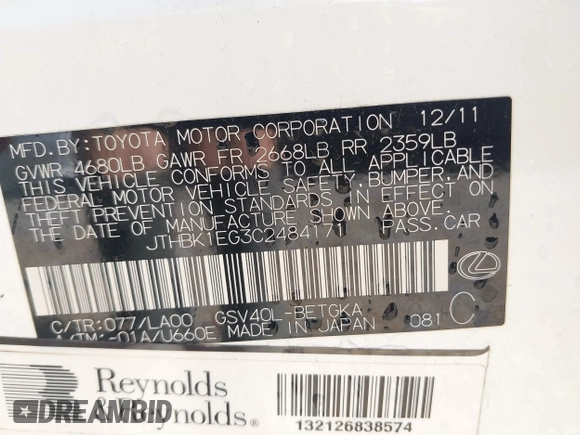 MFD. BY: TOYOTA MOTOR CORPORATION 12/11
GVWR 4680LB GAWR FR 2668LB RR 2359LB
THIS VEHICLE CONFORMS TO ALL APPLICABLE
FEDERAL MOTOR VEHICLE SAFETY, BUMPER, AND
THEFT PREVENTION STANDARDS IN EFFECT ON
THE DATE OF MANUFACTURE SHOWN ABOVE.
JTHBK1EG3C2484171 PASS. CAR
C/TR: 077/LA00 GSV40L-BETGKA
A/TM: -01A/U660E MADE IN JAPAN 081 C
Reynolds
& Reynolds®
132126838574
DREAMBID